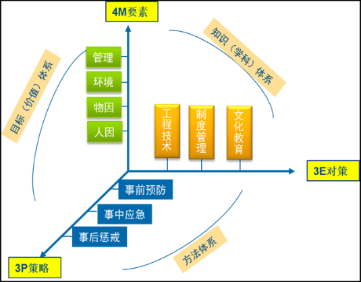 4M要素
知识（学科）体系
目标（价值）体系
管理
环境
物因
人因
工程技术
制度管理
文化教育
3E对策
事前预防
事中应急
事后惩戒
3P策略
方法体系